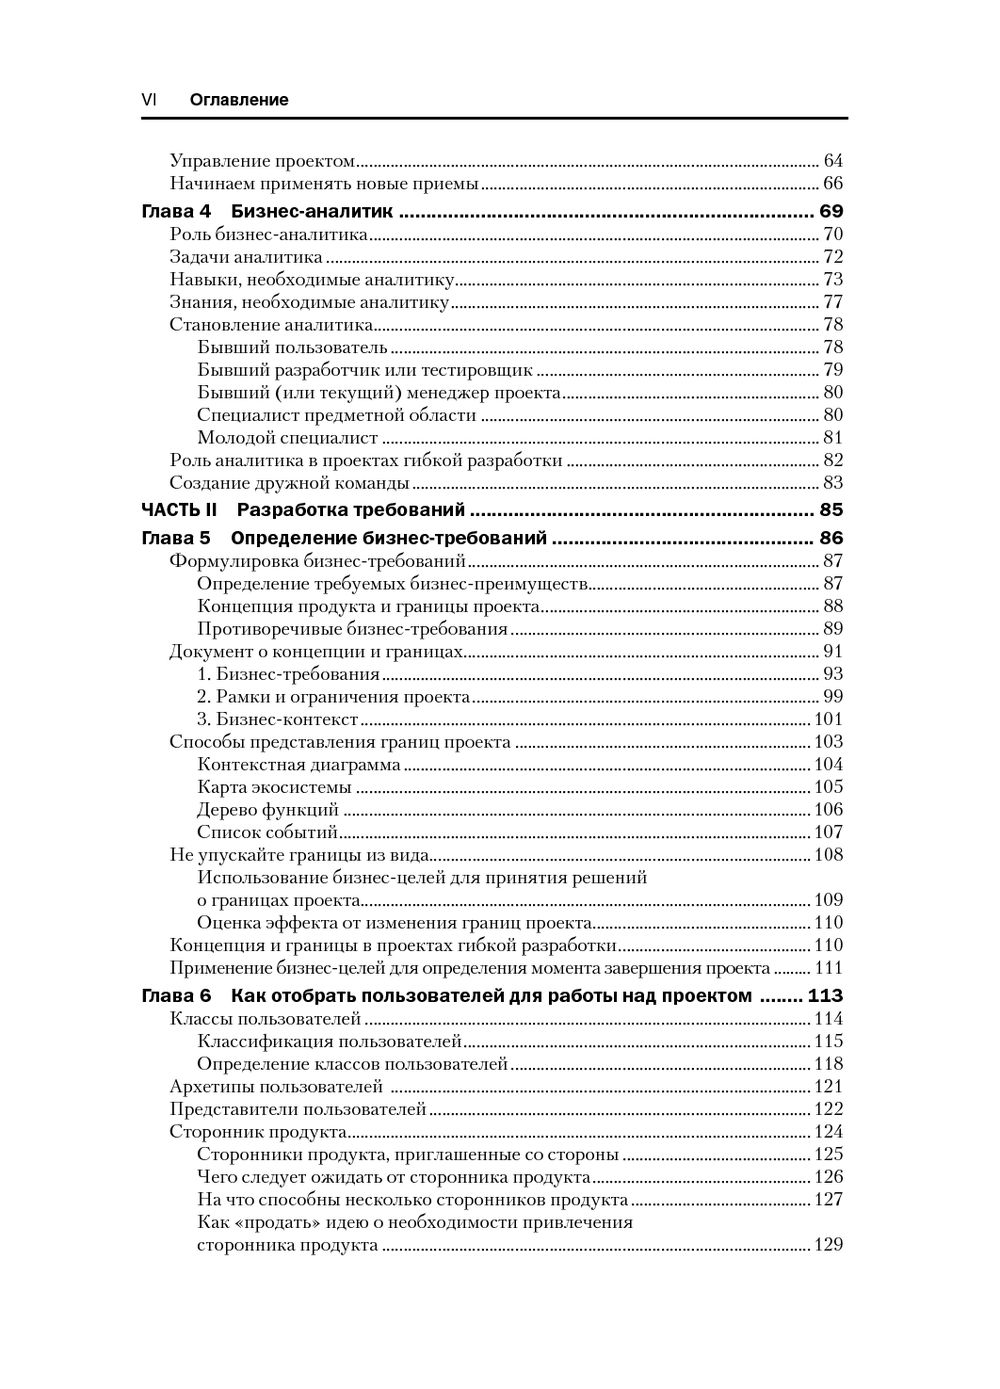 VI Оглавление
Управление проектом.......... 64
Начинаем применять новые приемы.......... 66
Глава 4 Бизнес-аналитик .......... 69
Роль бизнес-аналитика.......... 70
Задачи аналитика .......... 72
Навыки, необходимые аналитику.......... 73
Знания, необходимые аналитику.......... 77
Становление аналитика.......... 78
Бывший пользователь .......... 78
Бывший разработчик или тестировщик .......... 79
Бывший (или текущий) менеджер проекта.......... 80
Специалист предметной области .......... 80
Молодой специалист .......... 81
Роль аналитика в проектах гибкой разработки .......... 82
Создание дружной команды .......... 83
ЧАСТЬ II Разработка требований .......... 85
Глава 5 Определение бизнес-требований .......... 86
Формулировка бизнес-требований.......... 87
Определение требуемых бизнес-преимуществ.......... 87
Концепция продукта и границы проекта.......... 88
Противоречивые бизнес-требования .......... 89
Документ о концепции и границах.......... 91
1. Бизнес-требования .......... 93
2. Рамки и ограничения проекта.......... 99
3. Бизнес-контекст .......... 101
Способы представления границ проекта .......... 103
Контекстная диаграмма .......... 104
Карта экосистемы .......... 105
Дерево функций .......... 106
Список событий.......... 107
Не упускайте границы из вида.......... 108
Использование бизнес-целей для принятия решений
о границах проекта.......... 109
Оценка эффекта от изменения границ проекта.......... 110
Концепция и границы в проектах гибкой разработки.......... 110
Применение бизнес-целей для определения момента завершения проекта ......... 111
Глава 6 Как отобрать пользователей для работы над проектом ........ 113
Классы пользователей .......... 114
Классификация пользователей.......... 115
Определение классов пользователей .......... 118
Архетипы пользователей .......... 121
Представители пользователей .......... 122
Сторонник продукта.......... 124
Сторонники продукта, приглашенные со стороны .......... 125
Чего следует ожидать от сторонника продукта.......... 126
На что способны несколько сторонников продукта .......... 127
Как «продать» идею о необходимости привлечения
сторонника продукта .......... 129